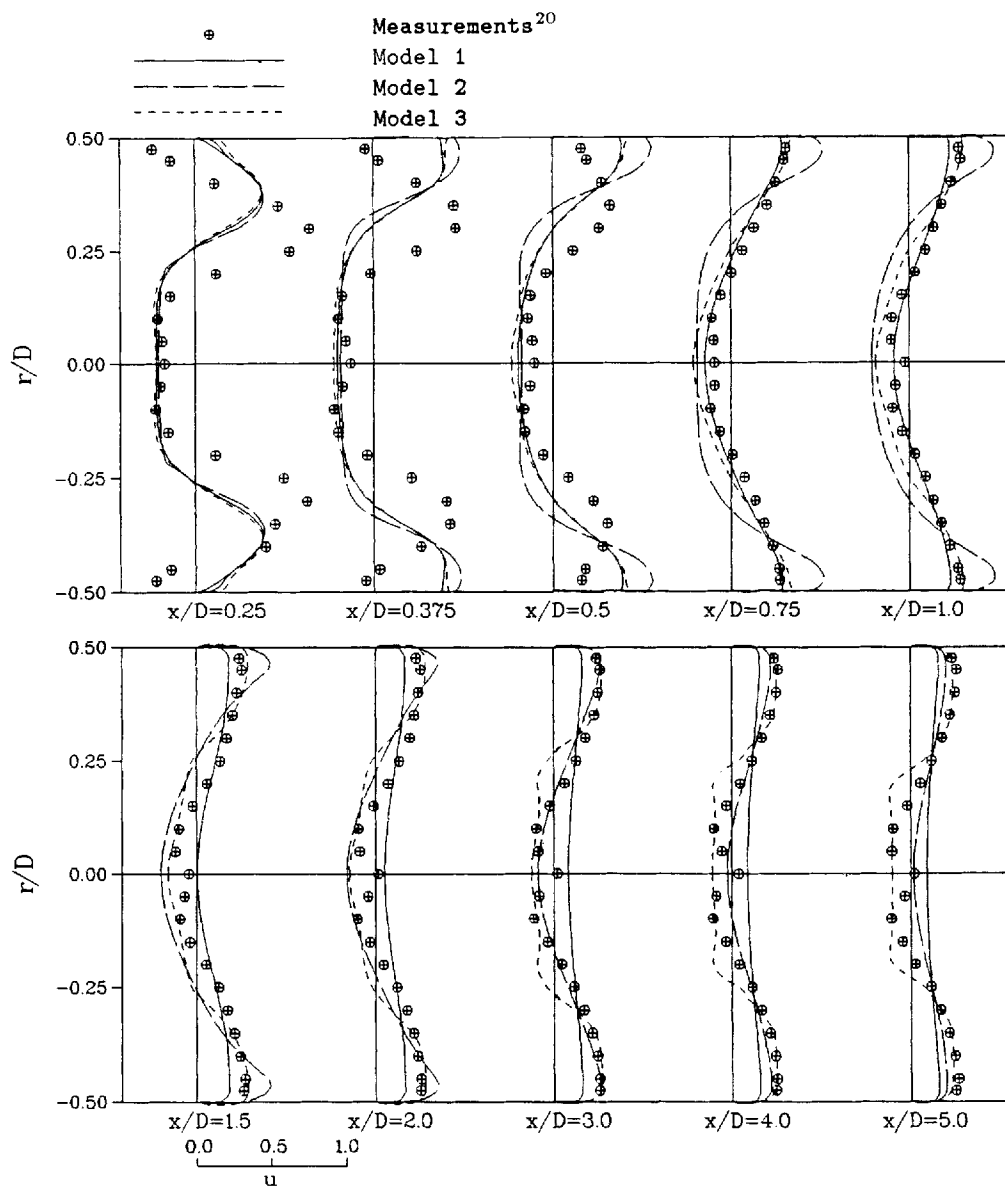 Measurements20
Model 1
Model 2
Model 3
0.50
0.25
0.00
-0.25
-0.50
r/D
x/D=0.25
x/D=0.375
x/D=0.5
x/D=0.75
x/D=1.0
0.50
0.25
0.00
-0.25
-0.50
r/D
x/D=1.5
x/D=2.0
x/D=3.0
x/D=4.0
x/D=5.0
0.0 0.5 1.0
u